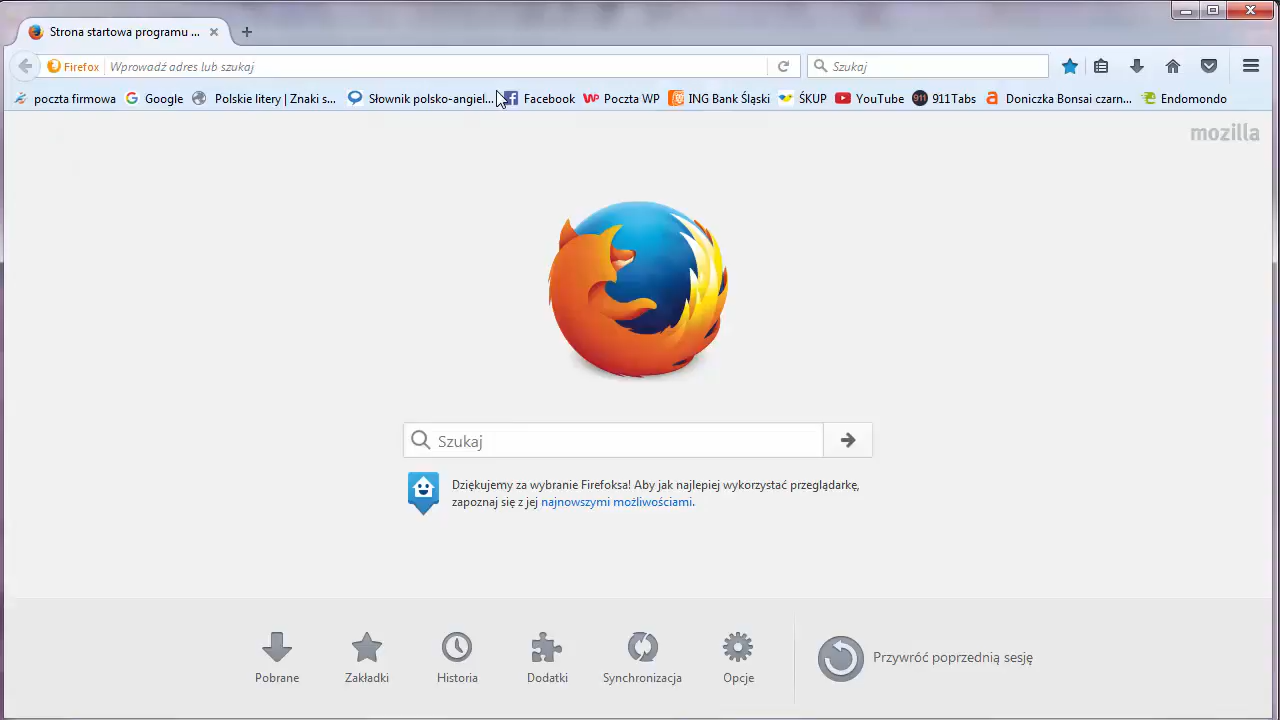 Strona startowa programu ...
Firefox
Wprowadź adres lub szukaj
Szukaj
poczta firmowa
Google
Polskie litery | Znaki s...
Słownik polsko-angiel...
Facebook
Poczta WP
ING Bank Śląski
ŚKUP
YouTube
911
911Tabs
Doniczka Bonsai czarn...
Endomondo
mozilla
Szukaj
Dziękujemy za wybranie Firefoksa! Aby jak najlepiej wykorzystać przeglądarkę,
zapoznaj się z jej najnowszymi możliwościami.
Pobrane
Zakładki
Historia
Dodatki
Synchronizacja
Opcje
Przywróć poprzednią sesję